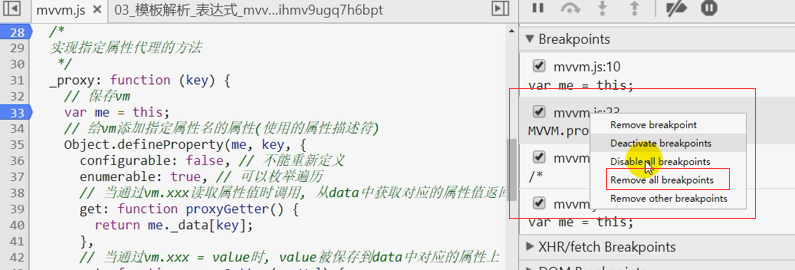 mvvm.js ×
03_模板解析_表达式_mvv...ihmv9ugq7h6bpt
28 /*
29 实现指定属性代理的方法
30 */
31 _proxy: function (key) {
32 // 保存vm
33 var me = this;
34 // 给vm添加指定属性名的属性(使用的属性描述符)
35 Object.defineProperty(me, key, {
36 configurable: false, // 不能重新定义
37 enumerable: true, // 可以枚举遍历
38 // 当通过vm.xxx读取属性值时调用, 从data中获取对应的属性值返
39 get: function proxyGetter() {
40 return me._data[key];
41 },
42 // 当通过vm.xxx = value时, value被保存到data中对应的属性上
Breakpoints
mvvm.js:10
var me = this;
mvvm.js:23
MVVM.pro
mvvm
/*
mvvm
var me = this;
Remove breakpoint
Deactivate breakpoints
Disable all breakpoints
Remove all breakpoints
Remove other breakpoints
XHR/fetch Breakpoints